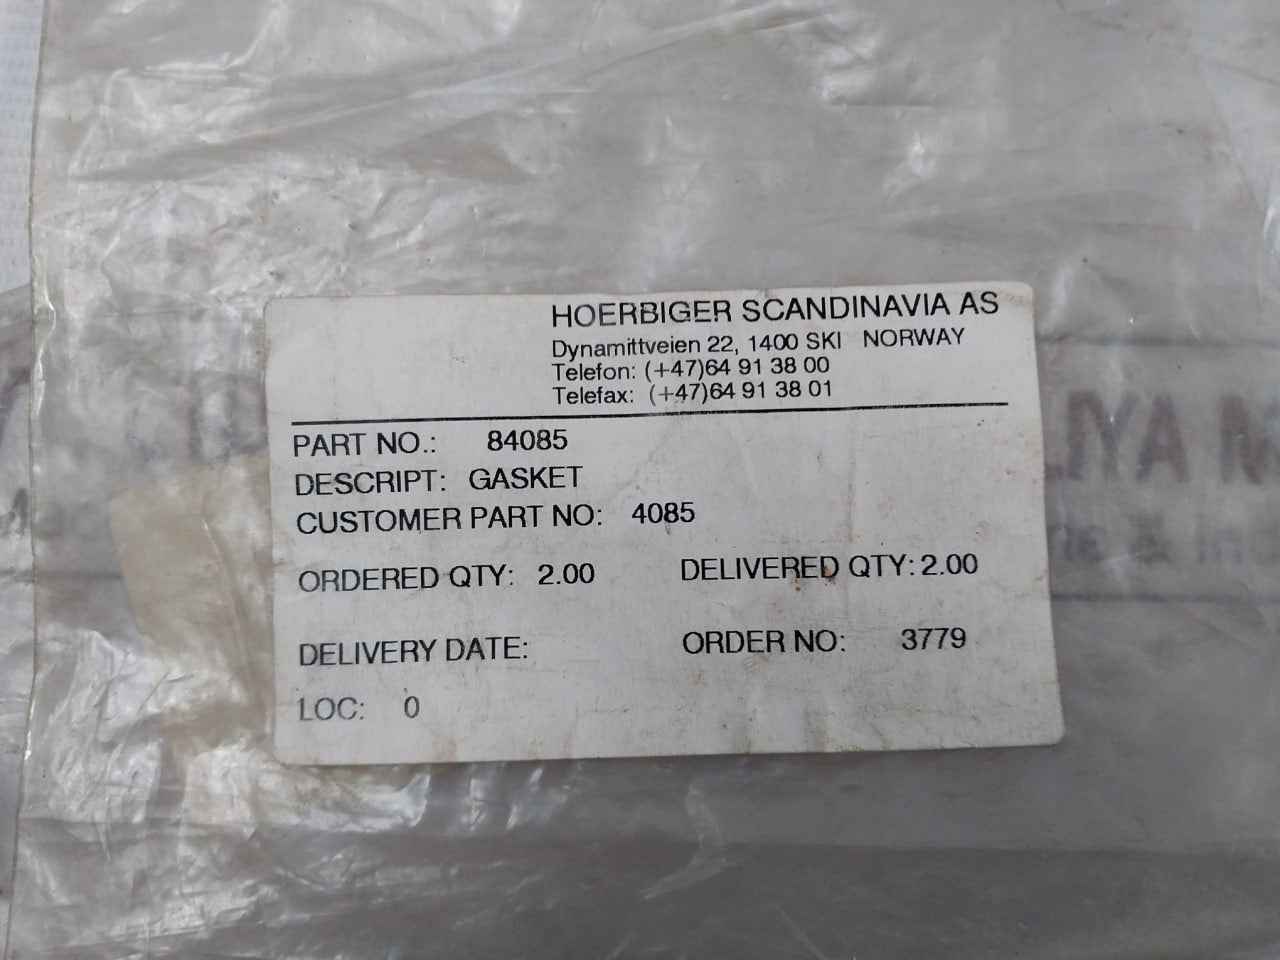 HOERBIGER SCANDINAVIA AS
Dynamittveien 22, 1400 SKI NORWAY
Telefon: (+47)64 91 38 00
Telefax: (+47)64 91 38 01
PART NO.: 84085
DESCRIPT: GASKET
CUSTOMER PART NO: 4085
ORDERED QTY: 2.00 DELIVERED QTY: 2.00
DELIVERY DATE: ORDER NO: 3779
LOC: 0